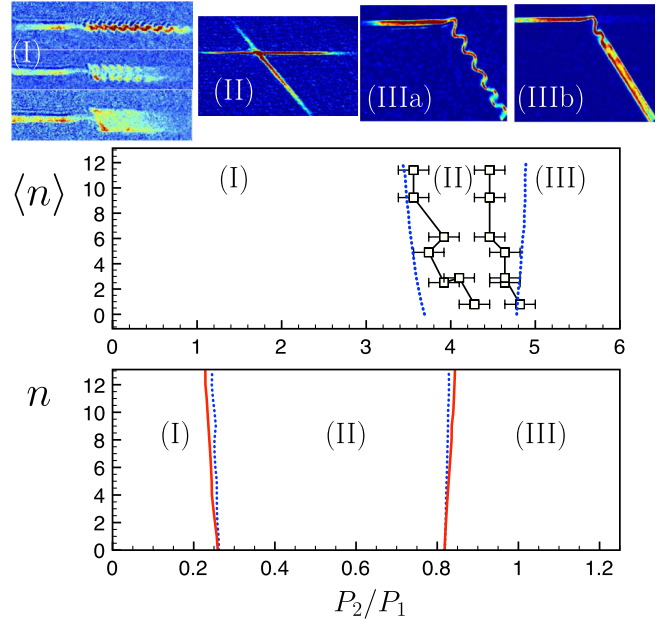 (I)
(II)
(IIIa)
(IIIb)
⟨n⟩
12
10
8
6
4
2
0
(I)
(II)
(III)
0 1 2 3 4 5 6
n
12
10
8
6
4
2
0
(I)
(II)
(III)
0 0.2 0.4 0.6 0.8 1 1.2
P₂/P₁